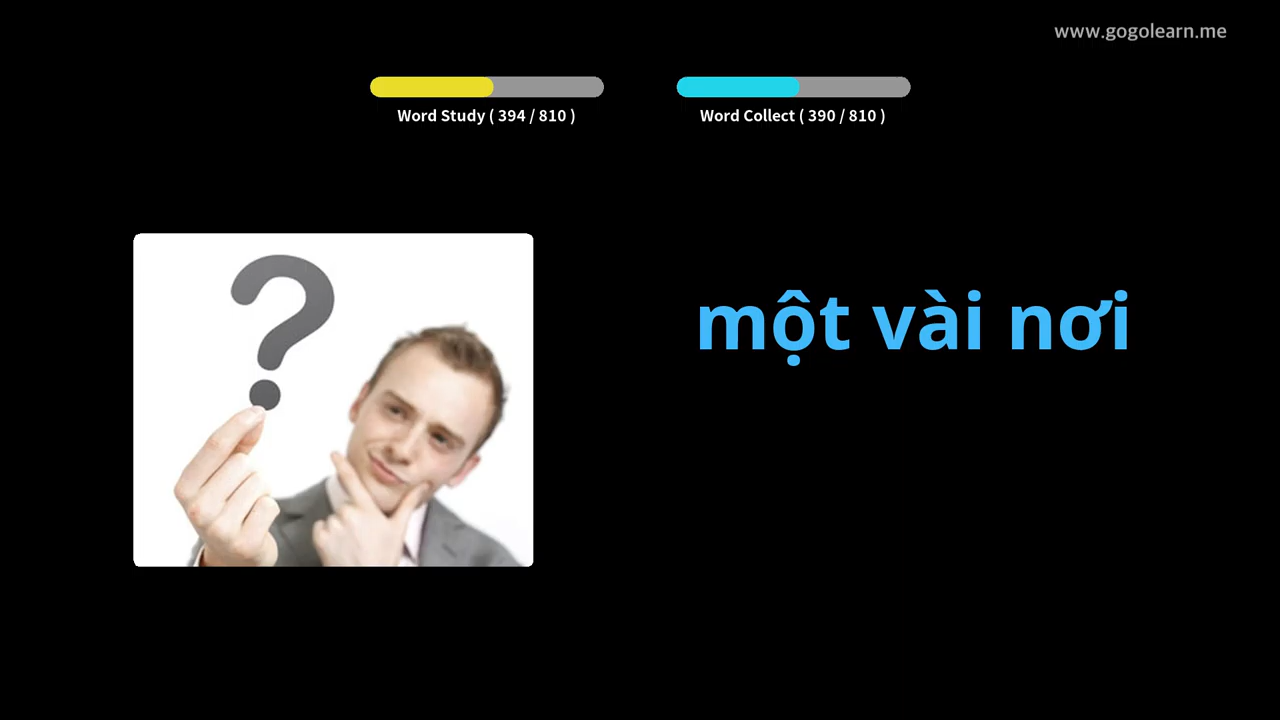 www.gogolearn.me
Word Study ( 394 / 810 )
Word Collect ( 390 / 810 )
?
một vài nơi